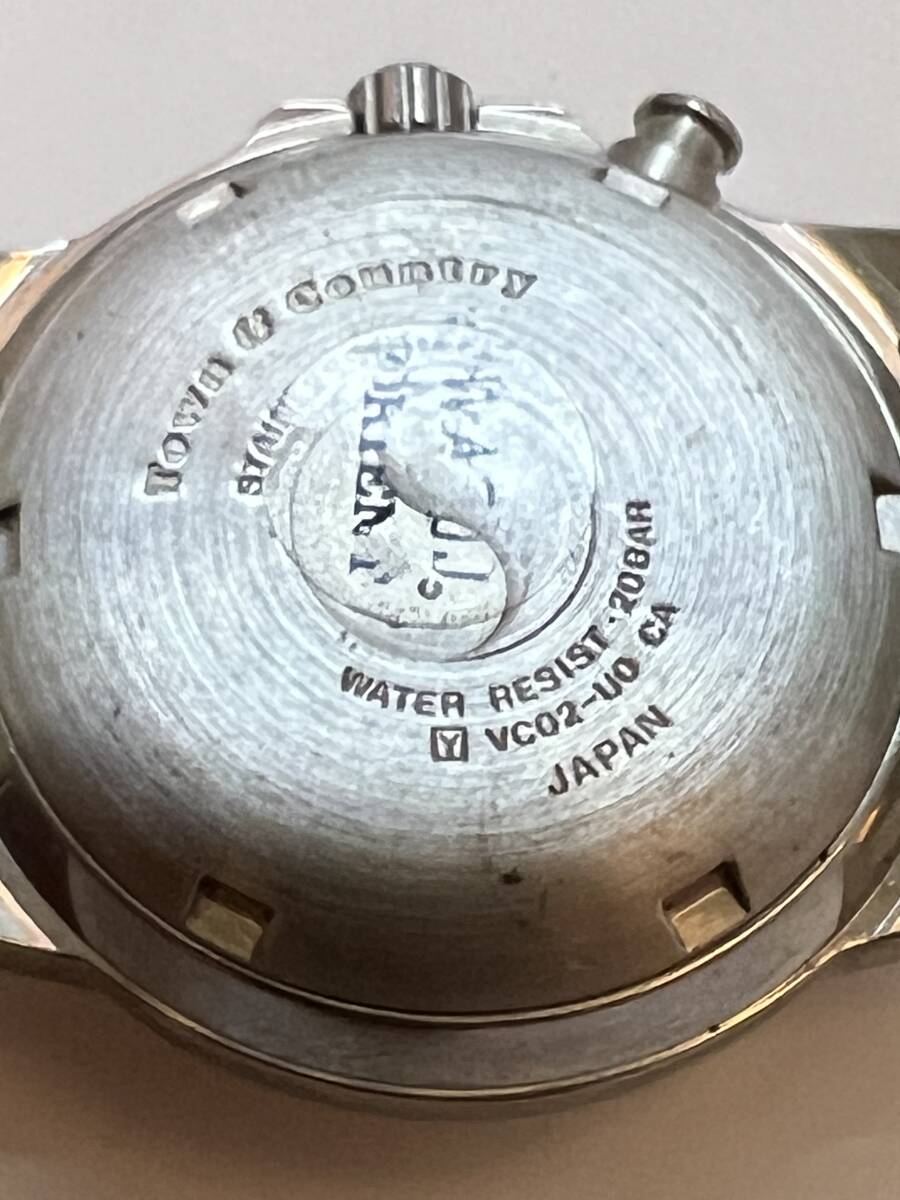 Town & Country
WATER RESIST·20BAR
Y VC02-U0 CA
JAPAN